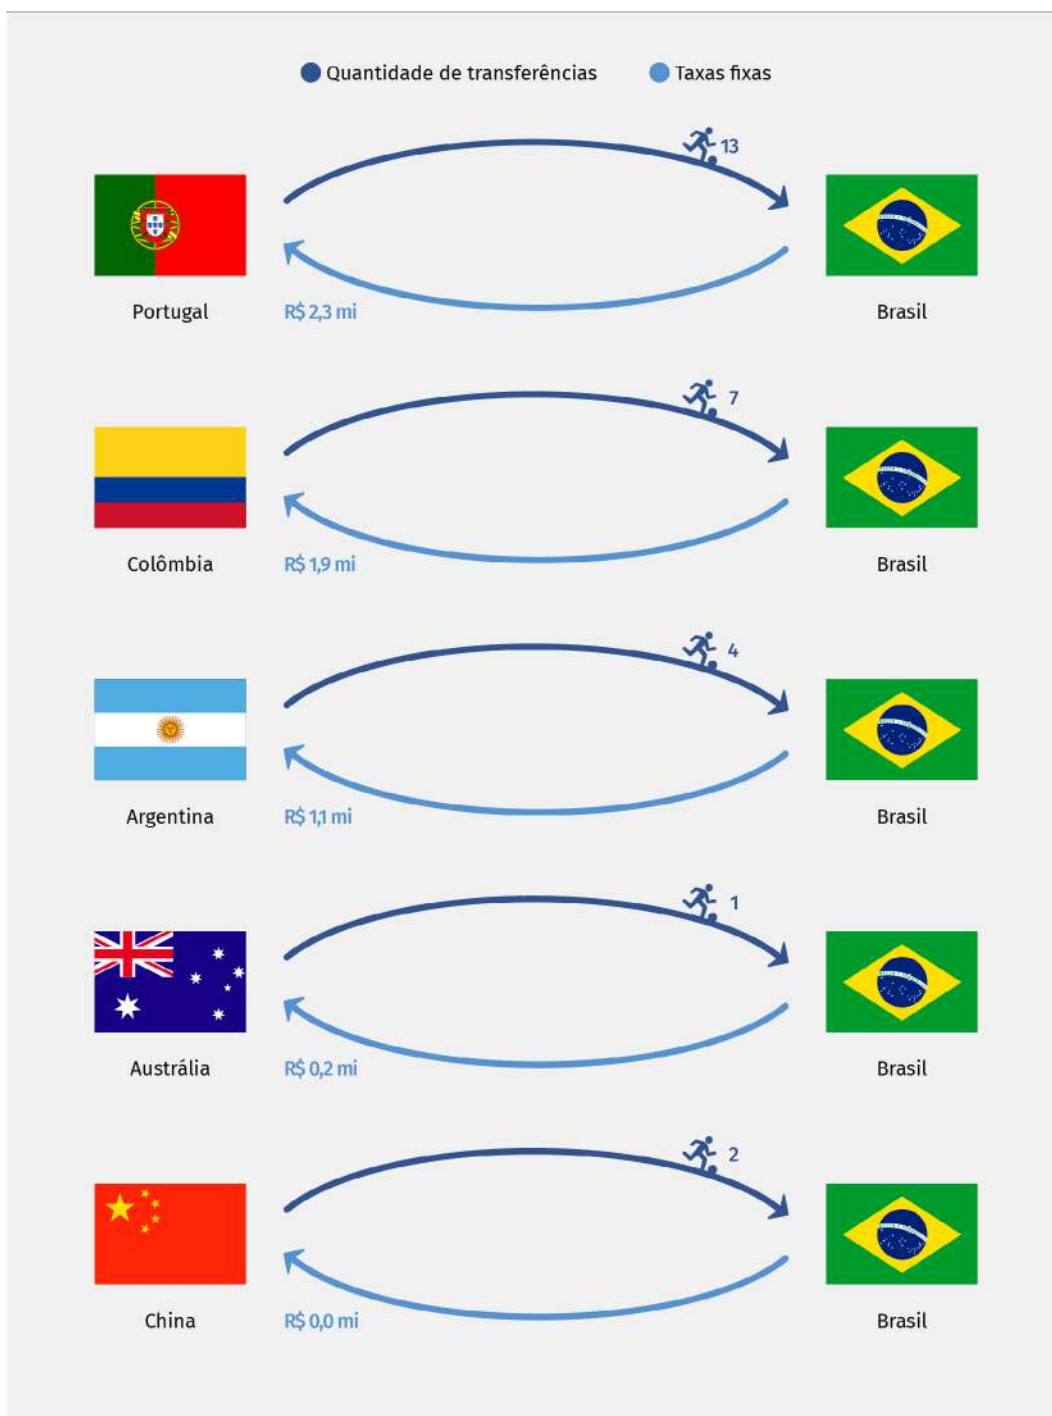 Quantidade de transferências Taxas fixas
13
Portugal R$ 2,3 mi Brasil
7
Colômbia R$ 1,9 mi Brasil
4
Argentina R$ 1,1 mi Brasil
1
Austrália R$ 0,2 mi Brasil
2
China R$ 0,0 mi Brasil